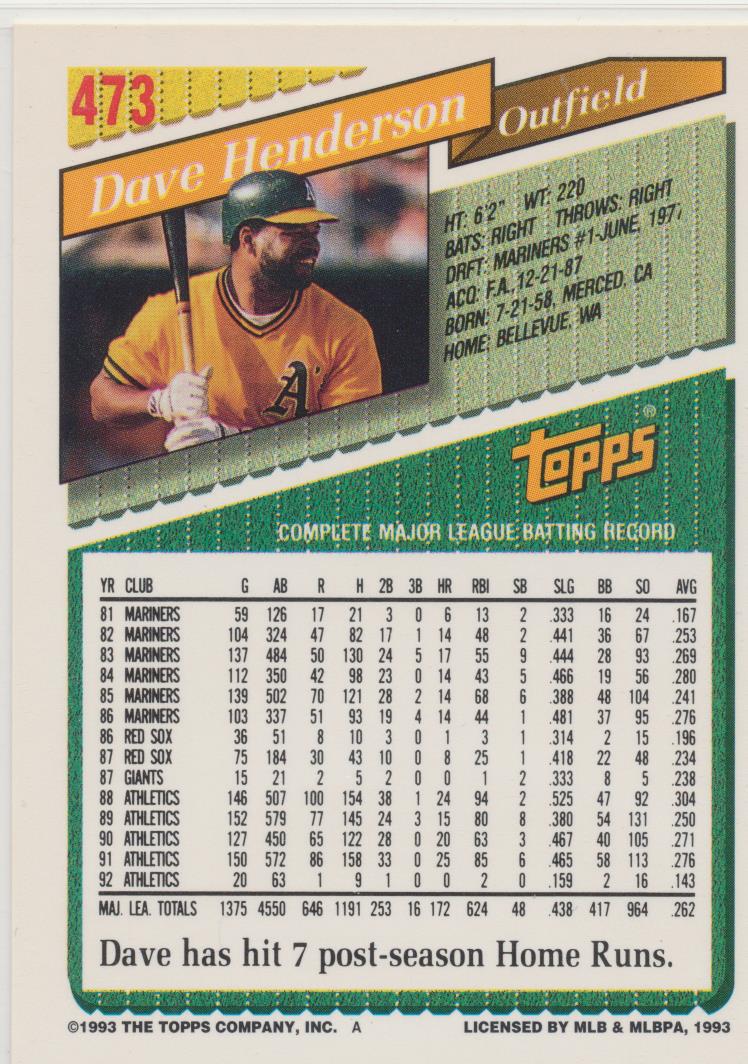 473
Dave Henderson
Outfield
HT: 6'2" WT: 220
BATS: RIGHT THROWS: RIGHT
DRFT: MARINERS #1-JUNE, 1977
ACQ: F.A., 12-21-87
BORN: 7-21-58, MERCED, CA
HOME: BELLEVUE, WA
A
A's
TOPPS®
COMPLETE MAJOR LEAGUE BATTING RECORD
YR CLUB G AB R H 2B 3B HR RBI SB SLG BB SO AVG
81 MARINERS 59 126 17 21 3 0 6 13 2 .333 16 24 .167
82 MARINERS 104 324 47 82 17 1 14 48 2 .441 36 67 .253
83 MARINERS 137 484 50 130 24 5 17 55 9 .444 28 93 .269
84 MARINERS 112 350 42 98 23 0 14 43 5 .466 19 56 .280
85 MARINERS 139 502 70 121 28 2 14 68 6 .388 48 104 .241
86 MARINERS 103 337 51 93 19 4 14 44 1 .481 37 95 .276
86 RED SOX 36 51 8 10 3 0 1 3 1 .314 2 15 .196
87 RED SOX 75 184 30 43 10 0 8 25 1 .418 22 48 .234
87 GIANTS 15 21 2 5 2 0 0 1 2 .333 8 5 .238
88 ATHLETICS 146 507 100 154 38 1 24 94 2 .525 47 92 .304
89 ATHLETICS 152 579 77 145 24 3 15 80 8 .380 54 131 .250
90 ATHLETICS 127 450 65 122 28 0 20 63 3 .467 40 105 .271
91 ATHLETICS 150 572 86 158 33 0 25 85 6 .465 58 113 .276
92 ATHLETICS 20 63 1 9 1 0 0 2 0 .159 2 16 .143
MAJ. LEA. TOTALS 1375 4550 646 1191 253 16 172 624 48 .438 417 964 .262
Dave has hit 7 post-season Home Runs.
©1993 THE TOPPS COMPANY, INC. A LICENSED BY MLB & MLBPA, 1993